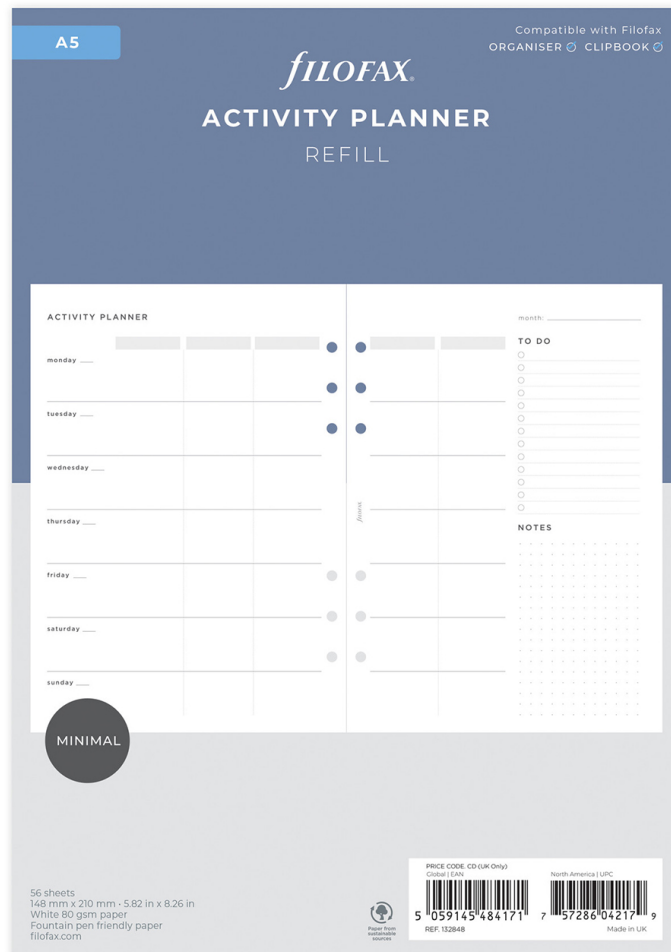 A5
Compatible with Filofax
ORGANISER CLIPBOOK
fILOFAX®
ACTIVITY PLANNER
REFILL
ACTIVITY PLANNER
monday
tuesday
wednesday
thursday
friday
saturday
sunday
filofax
month:
TO DO
NOTES
MINIMAL
56 sheets
148 mm x 210 mm • 5.82 in x 8.26 in
White 80 gsm paper
Fountain pen friendly paper
filofax.com
Paper from
sustainable
sources
PRICE CODE. CD (UK Only)
Global | EAN
5 059145 484171
REF. 132848
North America | UPC
7 57286 04217 9
Made in UK